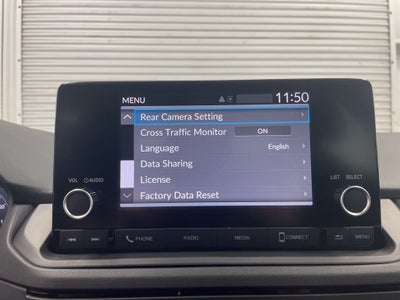 MENU 11:50
Rear Camera Setting
Cross Traffic Monitor ON
Language English
Data Sharing
License
Factory Data Reset
VOL AUDIO
LIST SELECT
PHONE RADIO MEDIA CONNECT MENU